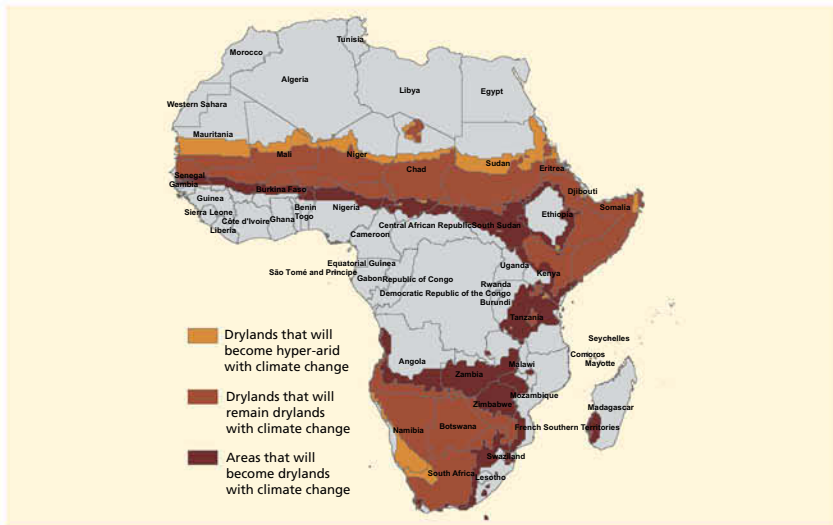 Tunisia
Morocco
Algeria
Libya
Egypt
Western Sahara
Mauritania
Mali
Niger
Chad
Sudan
Eritrea
Senegal
Gambia
Burkina Faso
Djibouti
Guinea
Benin
Nigeria
Somalia
Sierra Leone
Côte d'Ivoire
Ghana
Togo
Ethiopia
Liberia
Central African Republic
South Sudan
Cameroon
Equatorial Guinea
Uganda
São Tomé and Príncipe
Gabon
Republic of Congo
Kenya
Rwanda
Democratic Republic of the Congo
Burundi
Tanzania
Seychelles
Comoros
Mayotte
Angola
Malawi
Zambia
Mozambique
Zimbabwe
Madagascar
Namibia
Botswana
French Southern Territories
Swaziland
South Africa
Lesotho
Drylands that will
become hyper-arid
with climate change
Drylands that will
remain drylands
with climate change
Areas that will
become drylands
with climate change